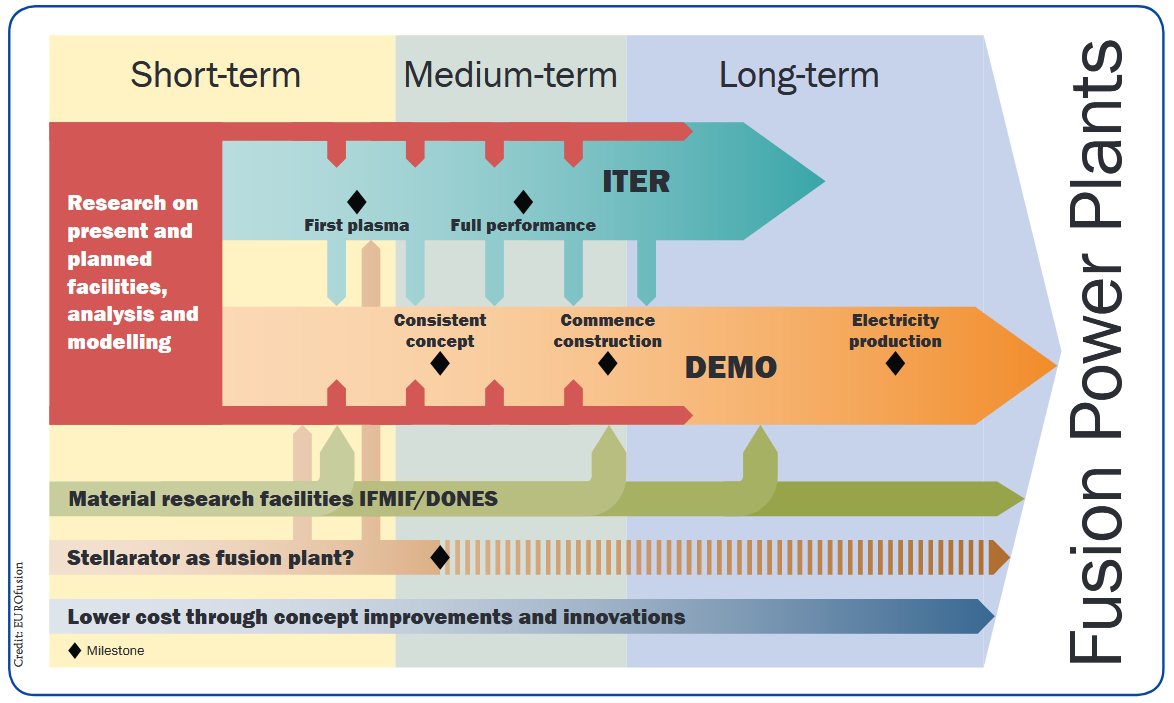 Short-term
Medium-term
Long-term
Research on
present and
planned
facilities,
analysis and
modelling
ITER
First plasma
Full performance
Consistent
concept
Commence
construction
Electricity
production
DEMO
Material research facilities IFMIF/DONES
Stellarator as fusion plant?
Lower cost through concept improvements and innovations
Milestone
Fusion Power Plants
Credit: EUROfusion